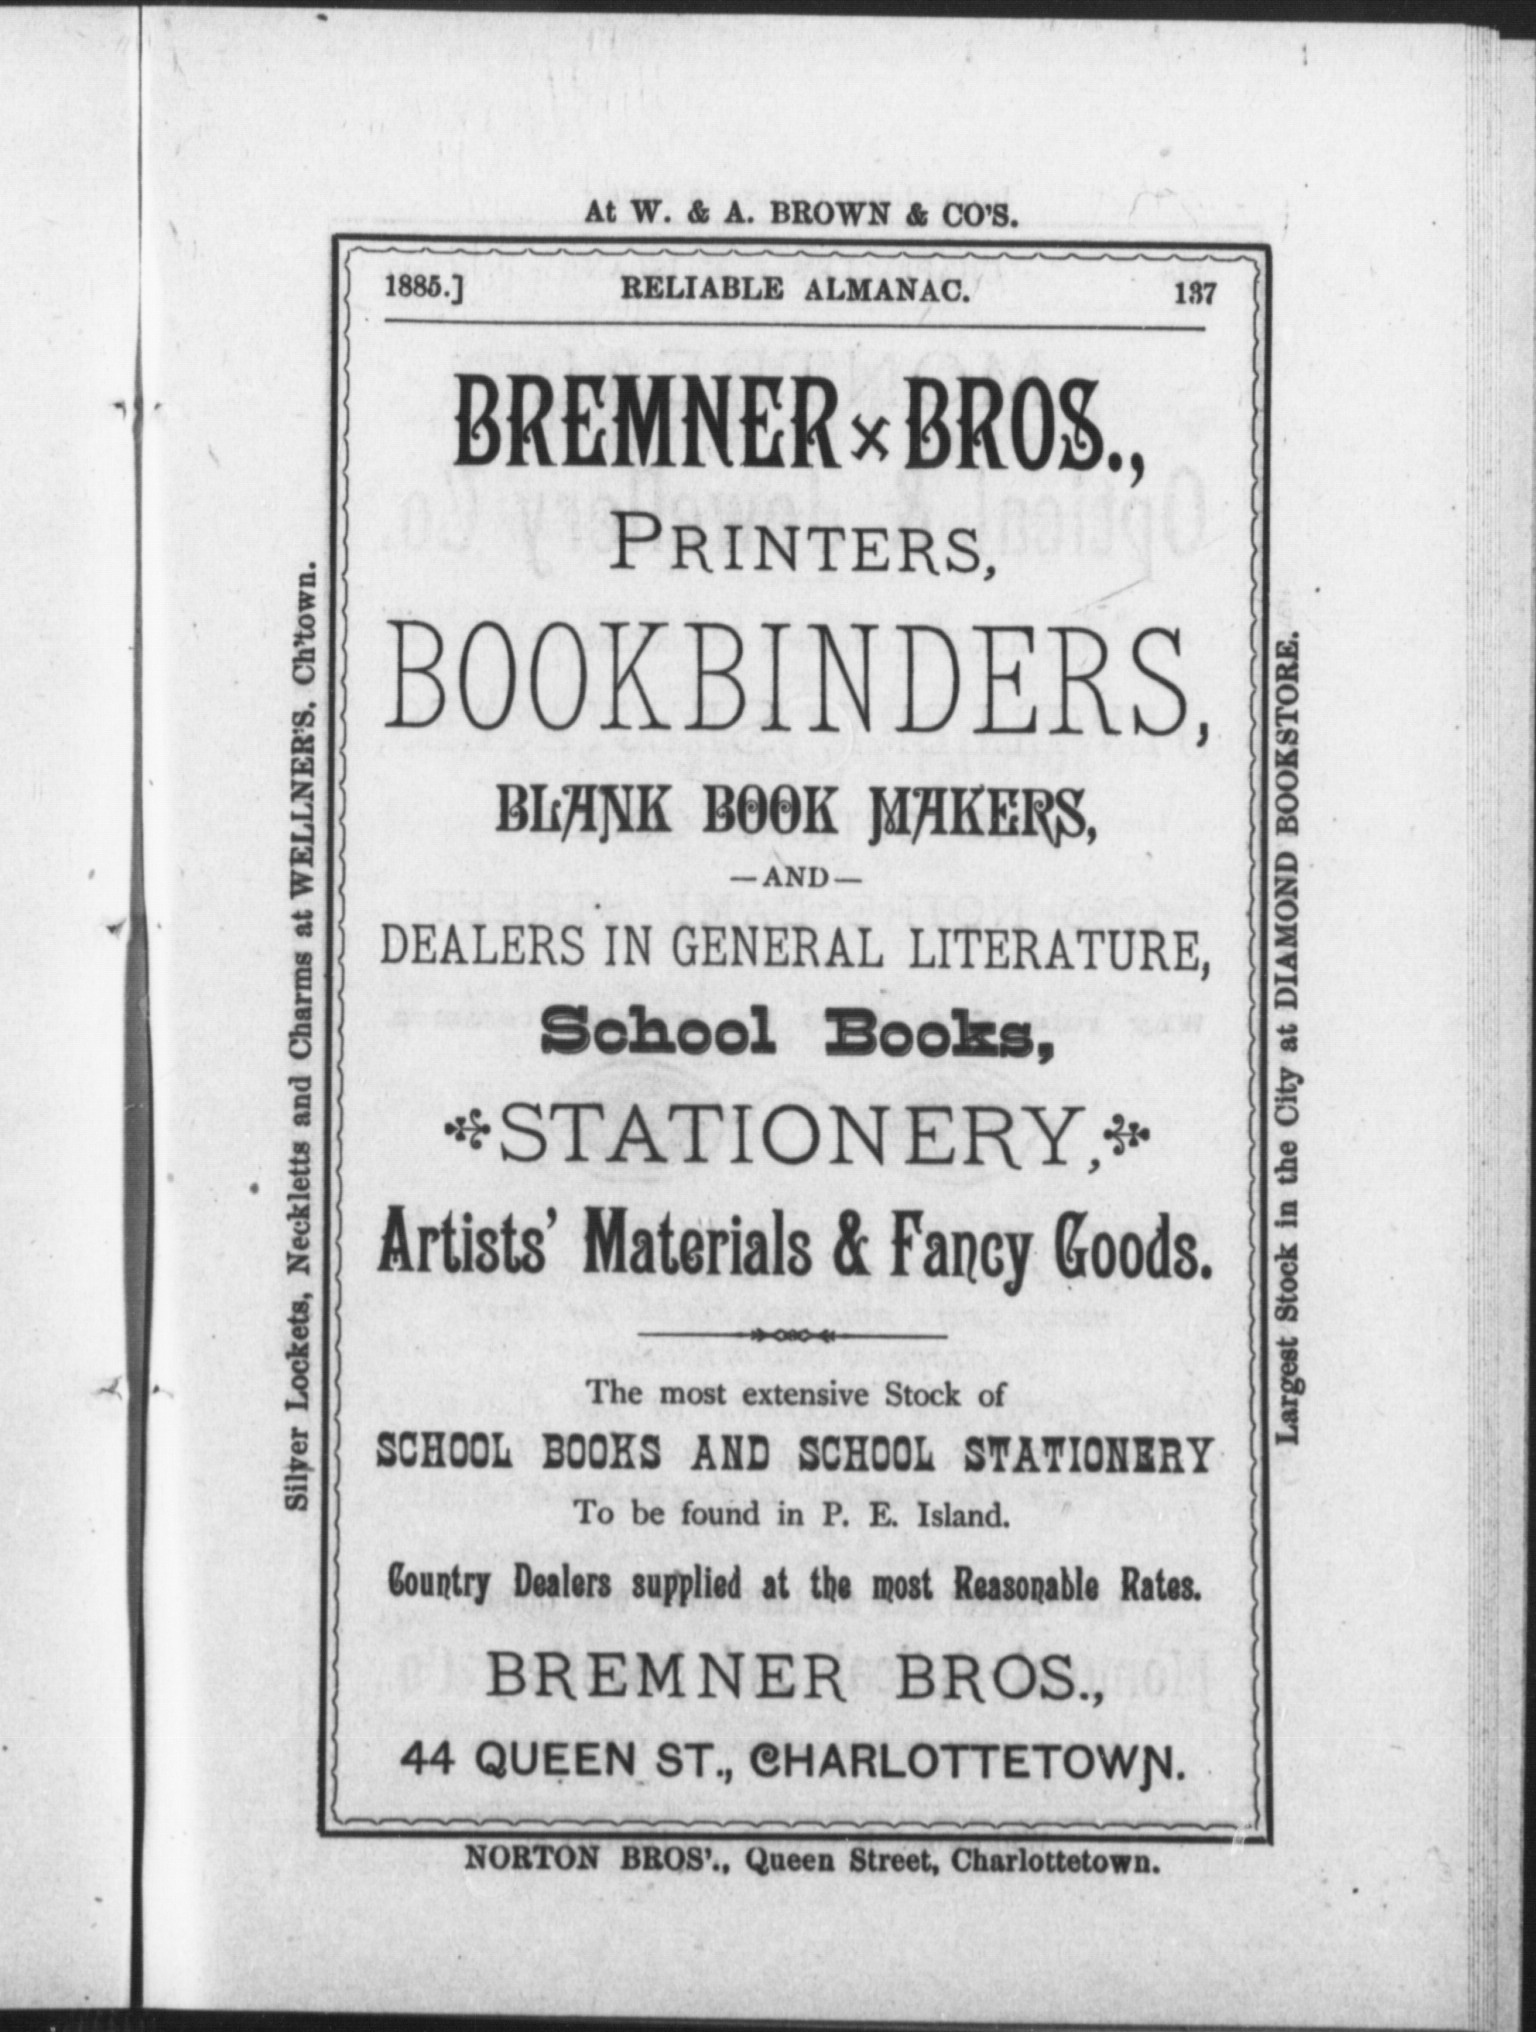 At W. & A. BROWN & CO'S.
1885.] RELIABLE ALMANAC. 137
BREMNER × BROS.,
PRINTERS,
BOOKBINDERS,
BLANK BOOK MAKERS,
—AND—
DEALERS IN GENERAL LITERATURE,
School Books,
STATIONERY,
Artists' Materials & Fancy Goods.
The most extensive Stock of
SCHOOL BOOKS AND SCHOOL STATIONERY
To be found in P. E. Island.
Country Dealers supplied at the most Reasonable Rates.
BREMNER BROS.,
44 QUEEN ST., CHARLOTTETOWN.
NORTON BROS'., Queen Street, Charlottetown.
Silver Lockets, Neckletts and Charms at WELLNER'S, Ch'town.
Largest Stock in the City at DIAMOND BOOKSTORE.